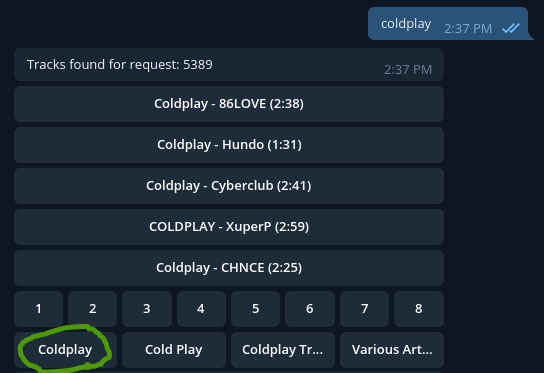 coldplay 2:37 PM
Tracks found for request: 5389 2:37 PM
Coldplay - 86LOVE (2:38)
Coldplay - Hundo (1:31)
Coldplay - Cyberclub (2:41)
COLDPLAY - XuperP (2:59)
Coldplay - CHNCE (2:25)
1 2 3 4 5 6 7 8
Coldplay Cold Play Coldplay Tr... Various Art...